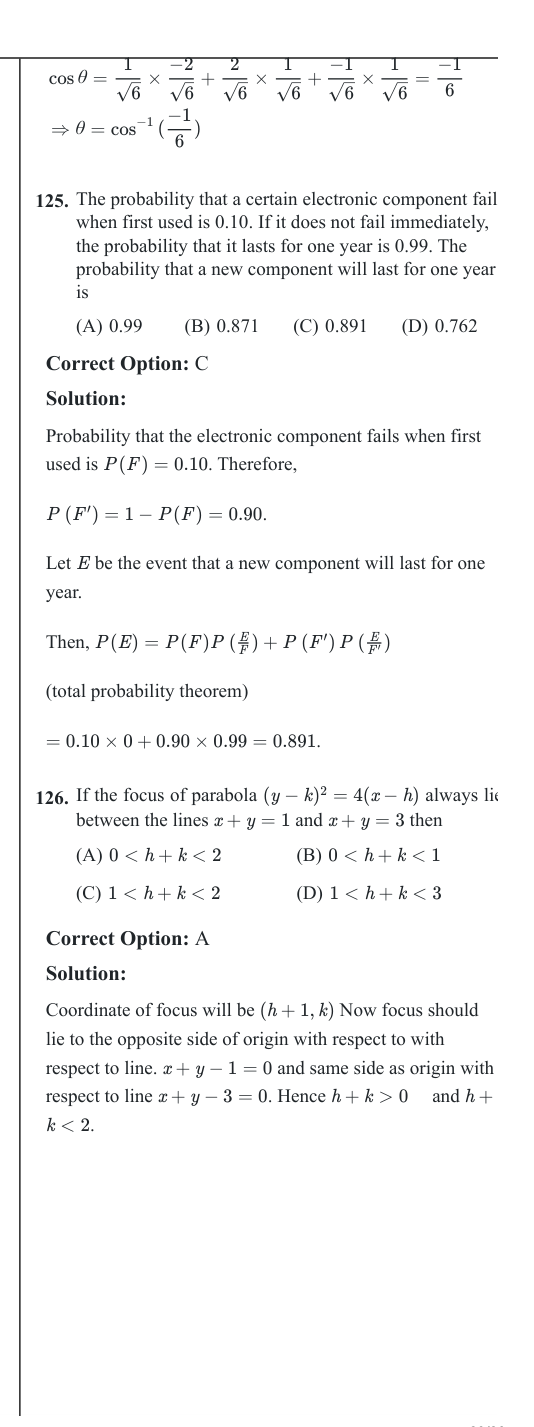 cos θ = 1/√6 × −2/√6 + 2/√6 × 1/√6 + −1/√6 × 1/√6 = −1/6
⇒ θ = cos⁻¹ (−1/6)
125. The probability that a certain electronic component fail
when first used is 0.10. If it does not fail immediately,
the probability that it lasts for one year is 0.99. The
probability that a new component will last for one year
is
(A) 0.99 (B) 0.871 (C) 0.891 (D) 0.762
Correct Option: C
Solution:
Probability that the electronic component fails when first
used is P(F) = 0.10. Therefore,
P (F′) = 1 − P(F) = 0.90.
Let E be the event that a new component will last for one
year.
Then, P(E) = P(F)P (E/F) + P (F′) P (E/F′)
(total probability theorem)
= 0.10 × 0 + 0.90 × 0.99 = 0.891.
126. If the focus of parabola (y − k)² = 4(x − h) always lie
between the lines x + y = 1 and x + y = 3 then
(A) 0 < h + k < 2 (B) 0 < h + k < 1
(C) 1 < h + k < 2 (D) 1 < h + k < 3
Correct Option: A
Solution:
Coordinate of focus will be (h + 1, k) Now focus should
lie to the opposite side of origin with respect to with
respect to line. x + y − 1 = 0 and same side as origin with
respect to line x + y − 3 = 0. Hence h + k > 0 and h +
k < 2.